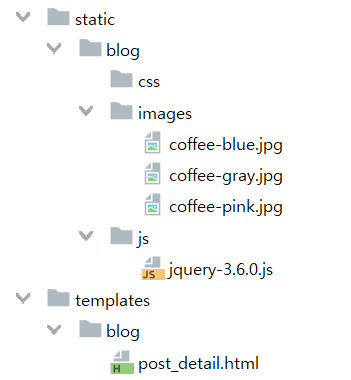 static
blog
css
images
coffee-blue.jpg
coffee-gray.jpg
coffee-pink.jpg
js
JS jquery-3.6.0.js
templates
blog
H post_detail.html